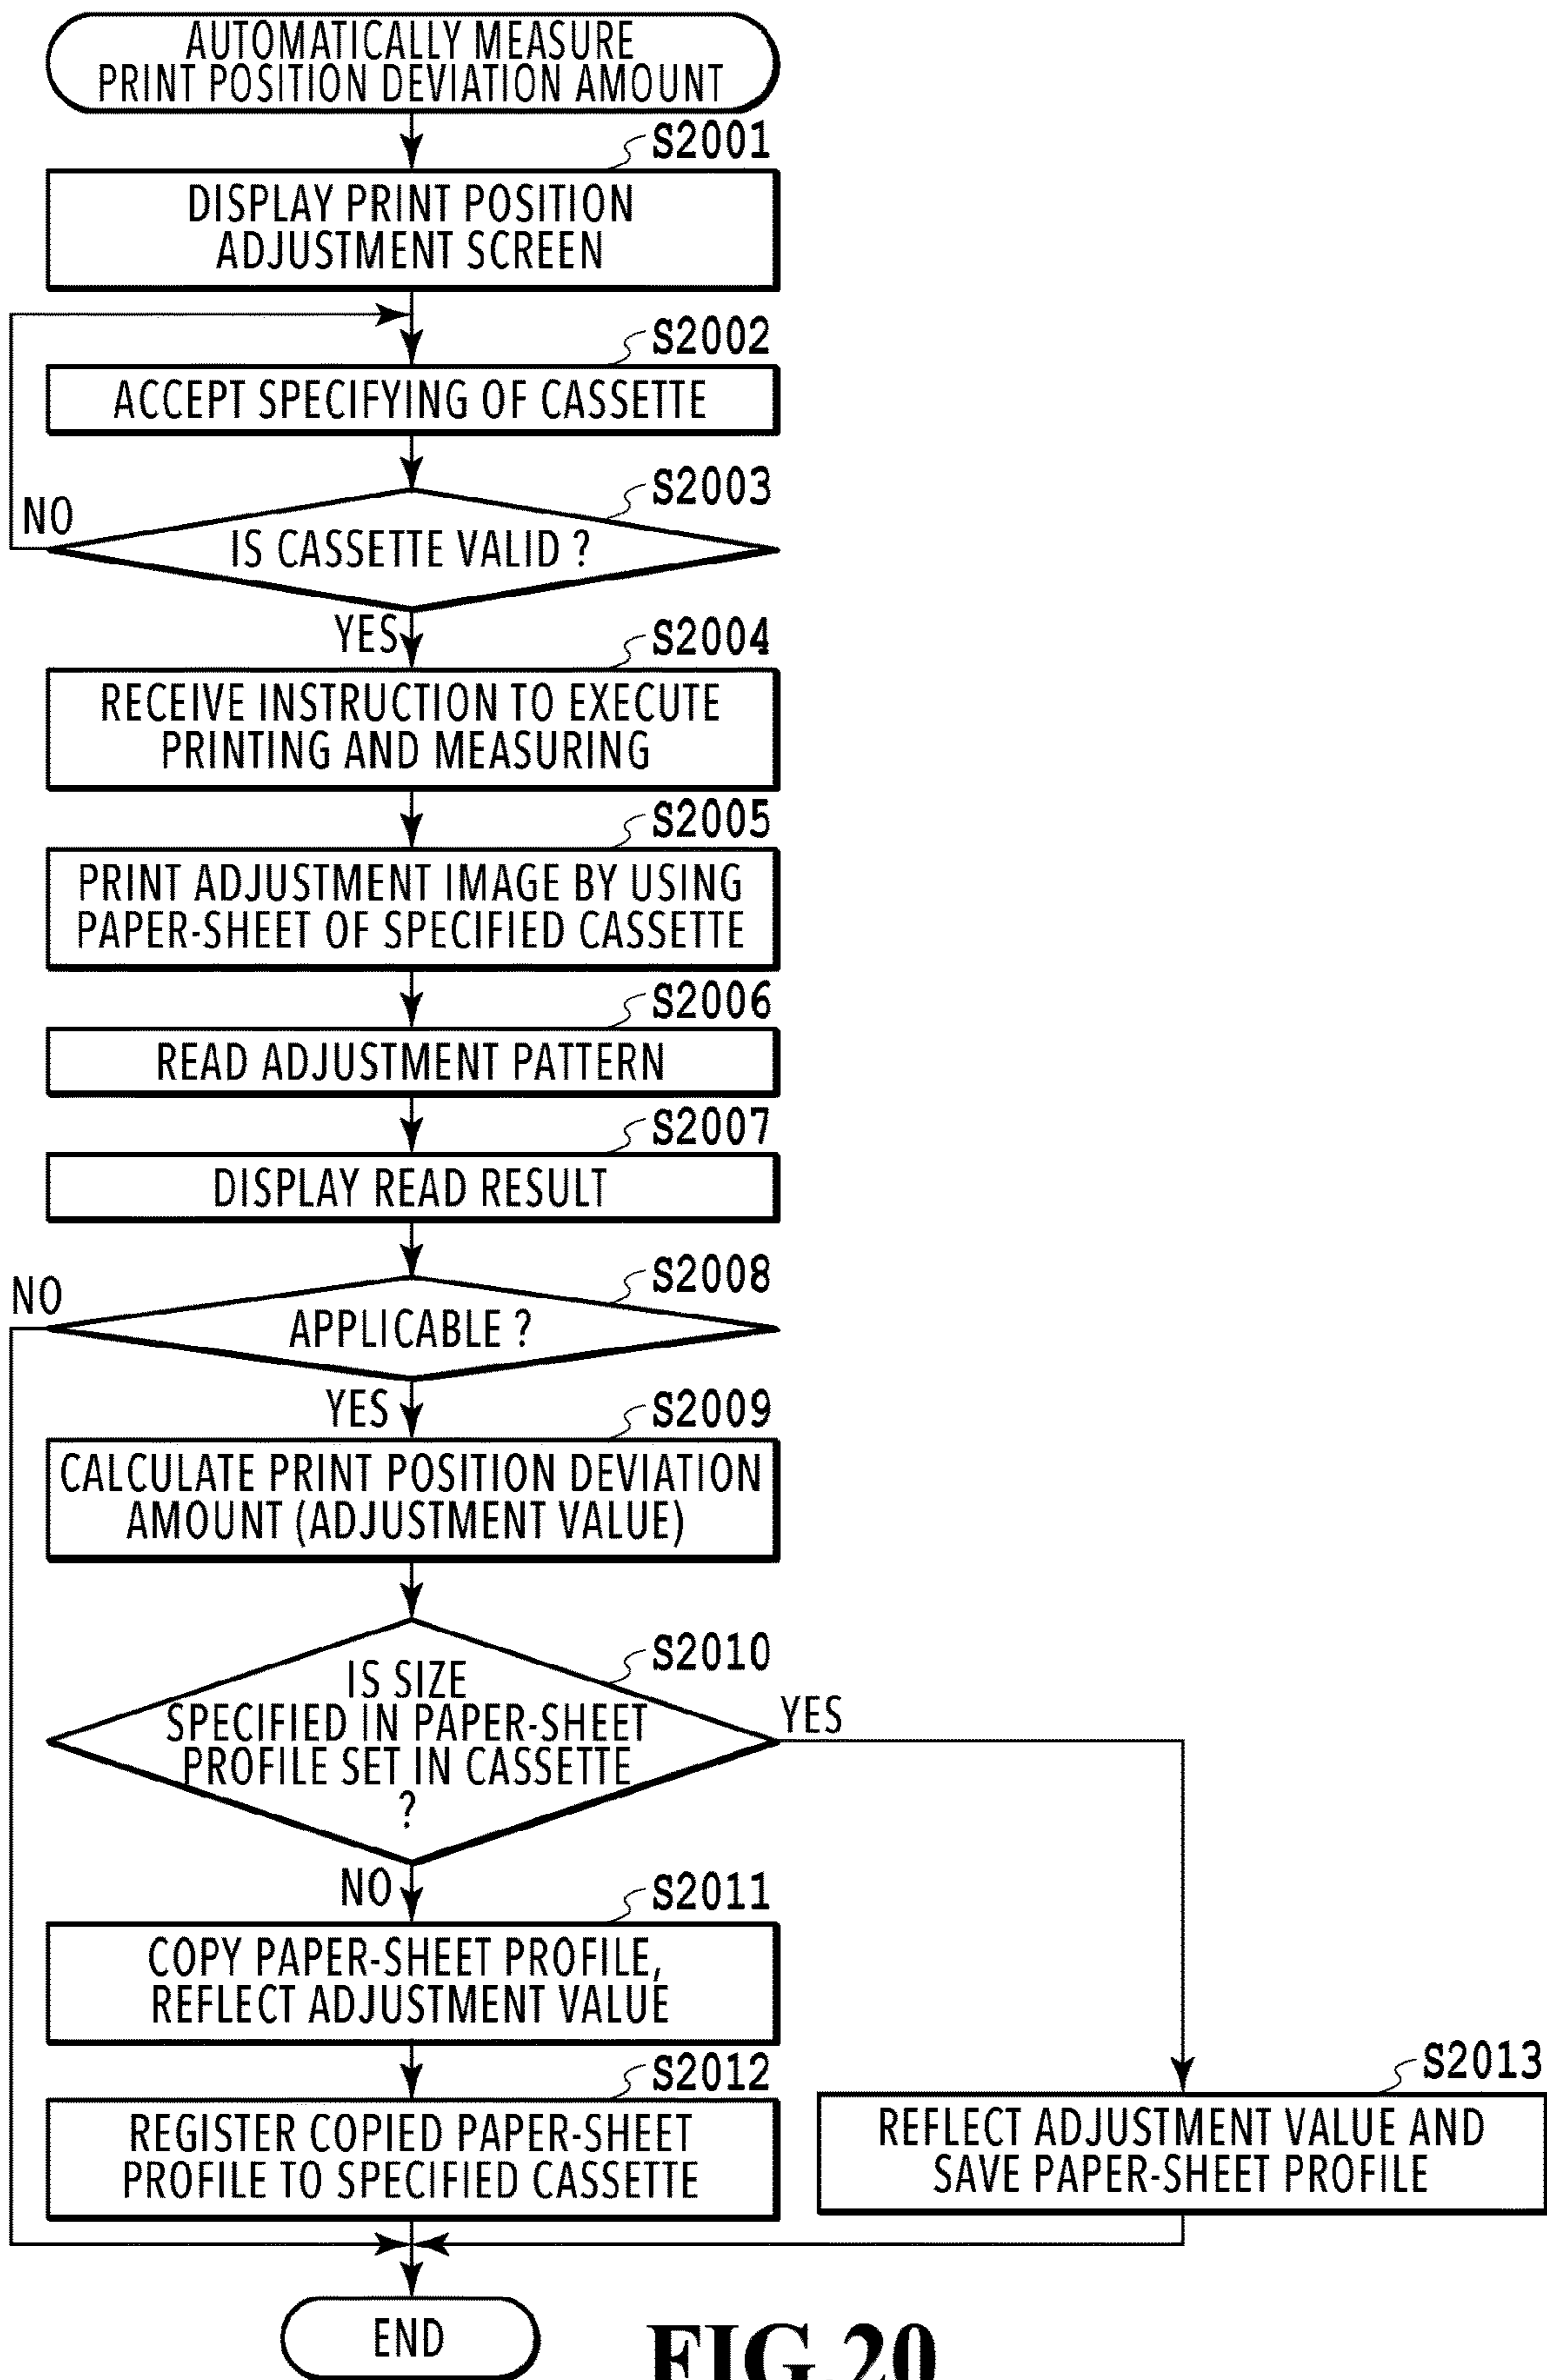 AUTOMATICALLY MEASURE
PRINT POSITION DEVIATION AMOUNT
S2001
DISPLAY PRINT POSITION
ADJUSTMENT SCREEN
S2002
ACCEPT SPECIFYING OF CASSETTE
S2003
NO
IS CASSETTE VALID ?
YES
S2004
RECEIVE INSTRUCTION TO EXECUTE
PRINTING AND MEASURING
S2005
PRINT ADJUSTMENT IMAGE BY USING
PAPER-SHEET OF SPECIFIED CASSETTE
S2006
READ ADJUSTMENT PATTERN
S2007
DISPLAY READ RESULT
S2008
NO
APPLICABLE ?
YES
S2009
CALCULATE PRINT POSITION DEVIATION
AMOUNT (ADJUSTMENT VALUE)
S2010
IS SIZE
SPECIFIED IN PAPER-SHEET
PROFILE SET IN CASSETTE
?
YES
NO
S2011
COPY PAPER-SHEET PROFILE,
REFLECT ADJUSTMENT VALUE
S2012
REGISTER COPIED PAPER-SHEET
PROFILE TO SPECIFIED CASSETTE
S2013
REFLECT ADJUSTMENT VALUE AND
SAVE PAPER-SHEET PROFILE
END
FIG.20